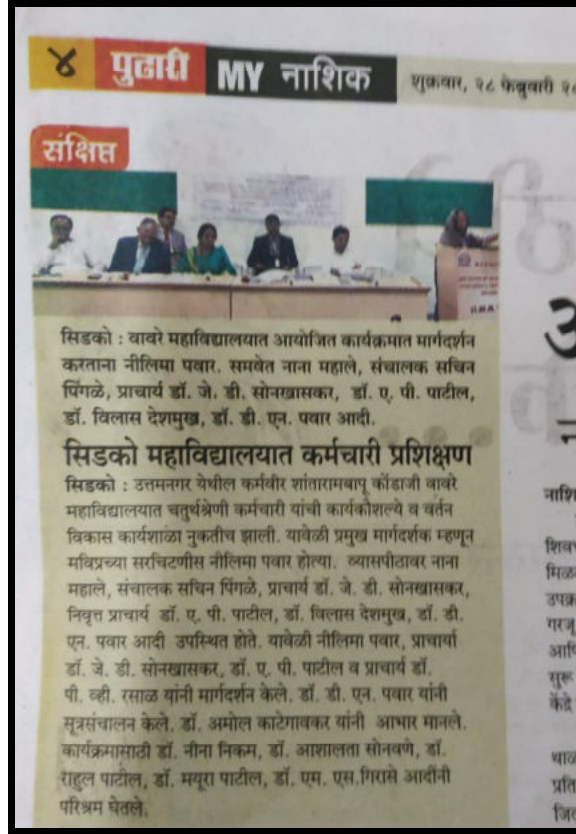 ४ पुढारी MY नाशिक शुक्रवार, २८ फेब्रुवारी
संक्षिप्त
सिडको : वावरे महाविद्यालयात आयोजित कार्यक्रमात मार्गदर्शन
करताना नीलिमा पवार. समवेत नाना महाले, संचालक सचिन
पिंगळे, प्राचार्य डॉ. जे. डी. सोनखासकर, डॉ. ए. पी. पाटील,
डॉ. विलास देशमुख, डॉ. डी. एन. पवार आदी.
सिडको महाविद्यालयात कर्मचारी प्रशिक्षण
सिडको : उत्तमनगर येथील कर्मवीर शांतारामबापू कोंडाजी वावरे
महाविद्यालयात चतुर्थश्रेणी कर्मचारी यांची कार्यकौशल्ये व वर्तन
विकास कार्यशाळा नुकतीच झाली. यावेळी प्रमुख मार्गदर्शक म्हणून
मविप्रच्या सरचिटणीस नीलिमा पवार होत्या. व्यासपीठावर नाना
महाले, संचालक सचिन पिंगळे, प्राचार्य डॉ. जे. डी. सोनखासकर,
निवृत्त प्राचार्य डॉ. ए. पी. पाटील, डॉ. विलास देशमुख, डॉ. डी.
एन. पवार आदी उपस्थित होते. यावेळी नीलिमा पवार, प्राचार्या
डॉ. जे. डी. सोनखासकर, डॉ. ए. पी. पाटील व प्राचार्य डॉ.
पी. व्ही. रसाळ यांनी मार्गदर्शन केले. डॉ. डी. एन. पवार यांनी
सूत्रसंचालन केले. डॉ. अमोल काटेगावकर यांनी आभार मानले.
कार्यक्रमासाठी डॉ. नीना निकम, डॉ. आशालता सोनवणे, डॉ.
राहुल पाटील, डॉ. मयूरा पाटील, डॉ. एम. एस.गिरासे आदींनी
परिश्रम घेतले.
गरजू
सुरू
केंद्रे